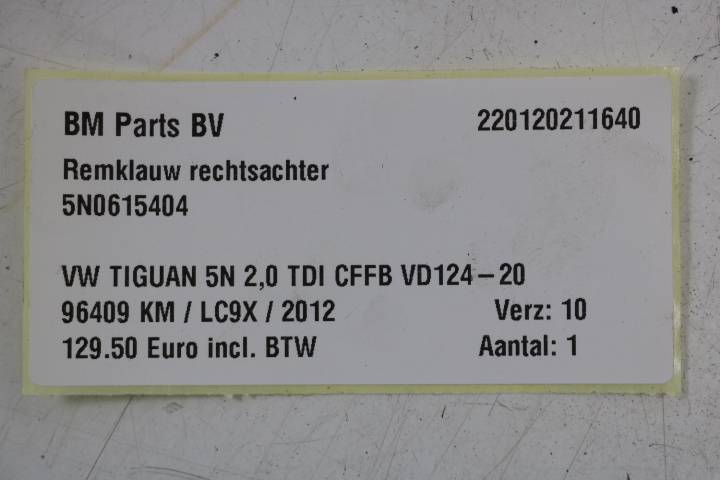 BM Parts BV 220120211640
Remklauw rechtsachter
5N0615404
VW TIGUAN 5N 2,0 TDI CFFB VD124-20
96409 KM / LC9X / 2012 Verz: 10
129.50 Euro incl. BTW Aantal: 1